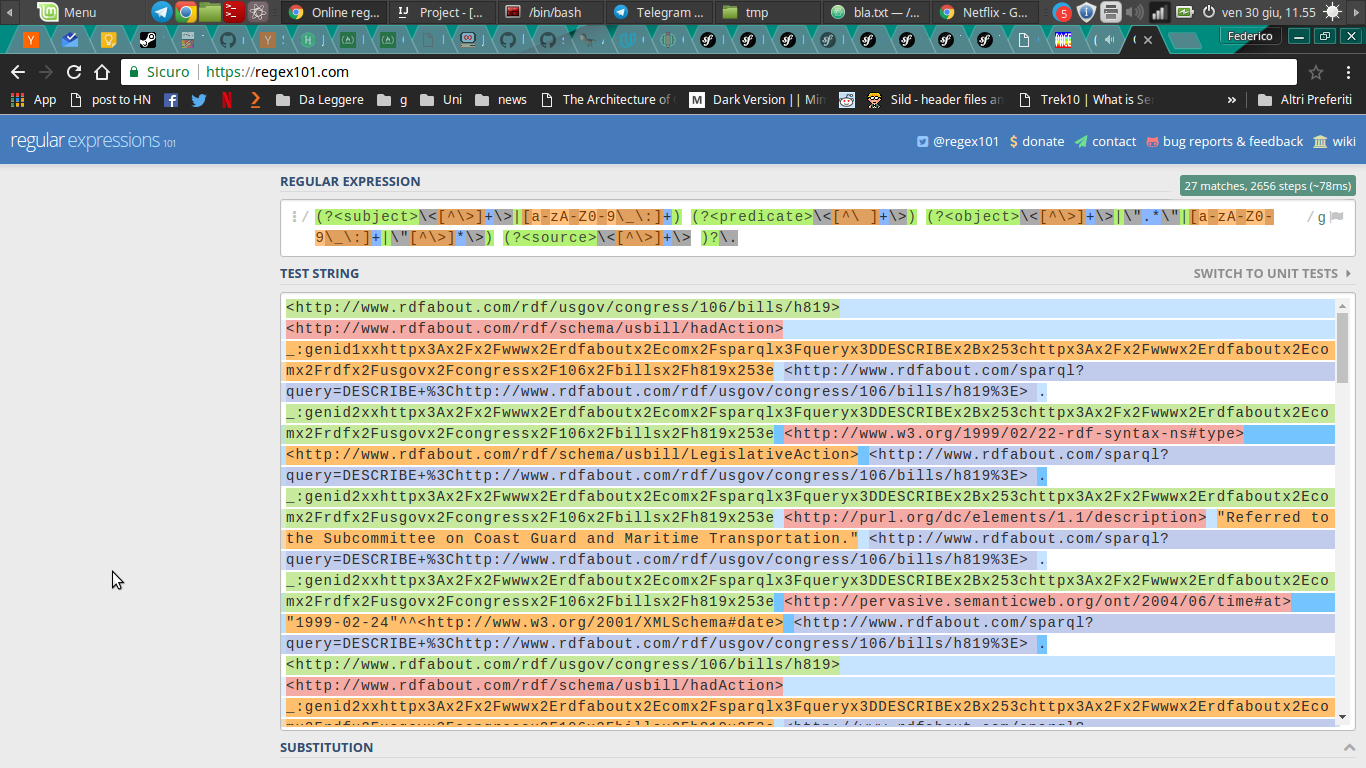 Menu Online reg... Project - [... /bin/bash Telegram ... tmp bla.txt — /... Netflix - G... 5 ven 30 giu, 11.55
Federico
Sicuro https://regex101.com
App post to HN Da Leggere g Uni news The Architecture of Dark Version || Min Sild - header files an Trek10 | What is Se » Altri Preferiti
regular expressions 101 @regex101 donate contact bug reports & feedback wiki
REGULAR EXPRESSION 27 matches, 2656 steps (~78ms)
/ (?<subject>\<[^\>]+\>|[a-zA-Z0-9\_\:]+) (?<predicate>\<[^\ ]+\>) (?<object>\<[^\>]+\>|\".*\"|[a-zA-Z0- / g
9\_\:]+|\"[^\>]*\>) (?<source>\<[^\>]+\> )?\.
TEST STRING SWITCH TO UNIT TESTS
<http://www.rdfabout.com/rdf/usgov/congress/106/bills/h819>
<http://www.rdfabout.com/rdf/schema/usbill/hadAction>
_:genid1xxhttpx3Ax2Fx2Fwwwx2Erdfaboutx2Ecomx2Fsparqlx3Fqueryx3DDESCRIBEx2Bx253chttpx3Ax2Fx2Fwwwx2Erdfaboutx2Eco
mx2Frdfx2Fusgovx2Fcongressx2F106x2Fbillsx2Fh819x253e <http://www.rdfabout.com/sparql?
query=DESCRIBE+%3Chttp://www.rdfabout.com/rdf/usgov/congress/106/bills/h819%3E> .
_:genid2xxhttpx3Ax2Fx2Fwwwx2Erdfaboutx2Ecomx2Fsparqlx3Fqueryx3DDESCRIBEx2Bx253chttpx3Ax2Fx2Fwwwx2Erdfaboutx2Eco
mx2Frdfx2Fusgovx2Fcongressx2F106x2Fbillsx2Fh819x253e <http://www.w3.org/1999/02/22-rdf-syntax-ns#type>
<http://www.rdfabout.com/rdf/schema/usbill/LegislativeAction> <http://www.rdfabout.com/sparql?
query=DESCRIBE+%3Chttp://www.rdfabout.com/rdf/usgov/congress/106/bills/h819%3E> .
_:genid2xxhttpx3Ax2Fx2Fwwwx2Erdfaboutx2Ecomx2Fsparqlx3Fqueryx3DDESCRIBEx2Bx253chttpx3Ax2Fx2Fwwwx2Erdfaboutx2Eco
mx2Frdfx2Fusgovx2Fcongressx2F106x2Fbillsx2Fh819x253e <http://purl.org/dc/elements/1.1/description> "Referred to
the Subcommittee on Coast Guard and Maritime Transportation." <http://www.rdfabout.com/sparql?
query=DESCRIBE+%3Chttp://www.rdfabout.com/rdf/usgov/congress/106/bills/h819%3E> .
_:genid2xxhttpx3Ax2Fx2Fwwwx2Erdfaboutx2Ecomx2Fsparqlx3Fqueryx3DDESCRIBEx2Bx253chttpx3Ax2Fx2Fwwwx2Erdfaboutx2Eco
mx2Frdfx2Fusgovx2Fcongressx2F106x2Fbillsx2Fh819x253e <http://pervasive.semanticweb.org/ont/2004/06/time#at>
"1999-02-24"^^<http://www.w3.org/2001/XMLSchema#date> <http://www.rdfabout.com/sparql?
query=DESCRIBE+%3Chttp://www.rdfabout.com/rdf/usgov/congress/106/bills/h819%3E> .
<http://www.rdfabout.com/rdf/usgov/congress/106/bills/h819>
<http://www.rdfabout.com/rdf/schema/usbill/hadAction>
_:genid1xxhttpx3Ax2Fx2Fwwwx2Erdfaboutx2Ecomx2Fsparqlx3Fqueryx3DDESCRIBEx2Bx253chttpx3Ax2Fx2Fwwwx2Erdfaboutx2Eco
SUBSTITUTION